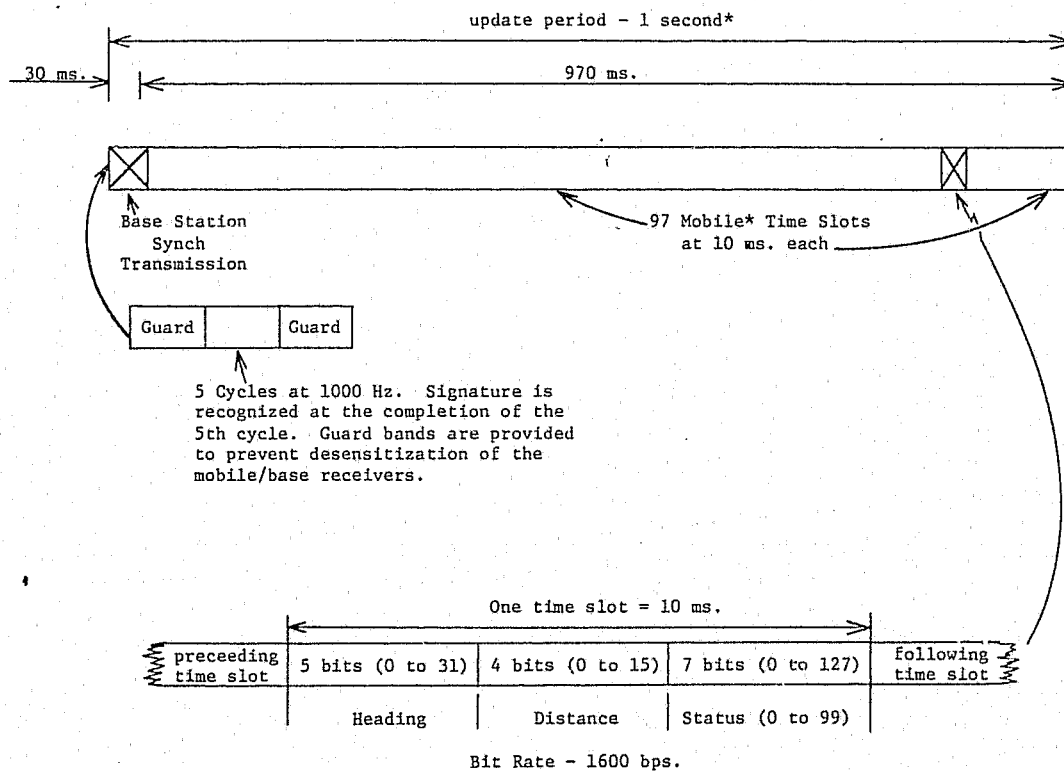 update period - 1 second*
30 ms.
970 ms.
Base Station
Synch
Transmission
97 Mobile* Time Slots
at 10 ms. each
Guard
Guard
5 Cycles at 1000 Hz. Signature is
recognized at the completion of the
5th cycle. Guard bands are provided
to prevent desensitization of the
mobile/base receivers.
One time slot = 10 ms.
preceeding
time slot
5 bits (0 to 31)
4 bits (0 to 15)
7 bits (0 to 127)
following
time slot
Heading
Distance
Status (0 to 99)
Bit Rate - 1600 bps.